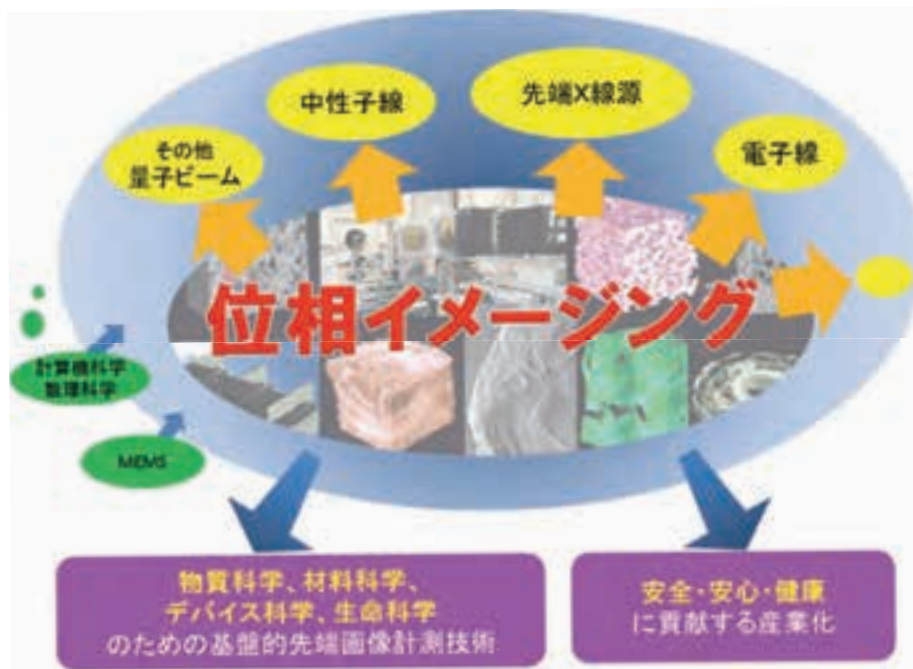 中性子線
先端X線源
その他
量子ビーム
電子線
位相イメージング
計算機科学
数理科学
MEMS
物質科学、材料科学、
デバイス科学、生命科学
のための基盤的先端画像計測技術
安全・安心・健康
に貢献する産業化